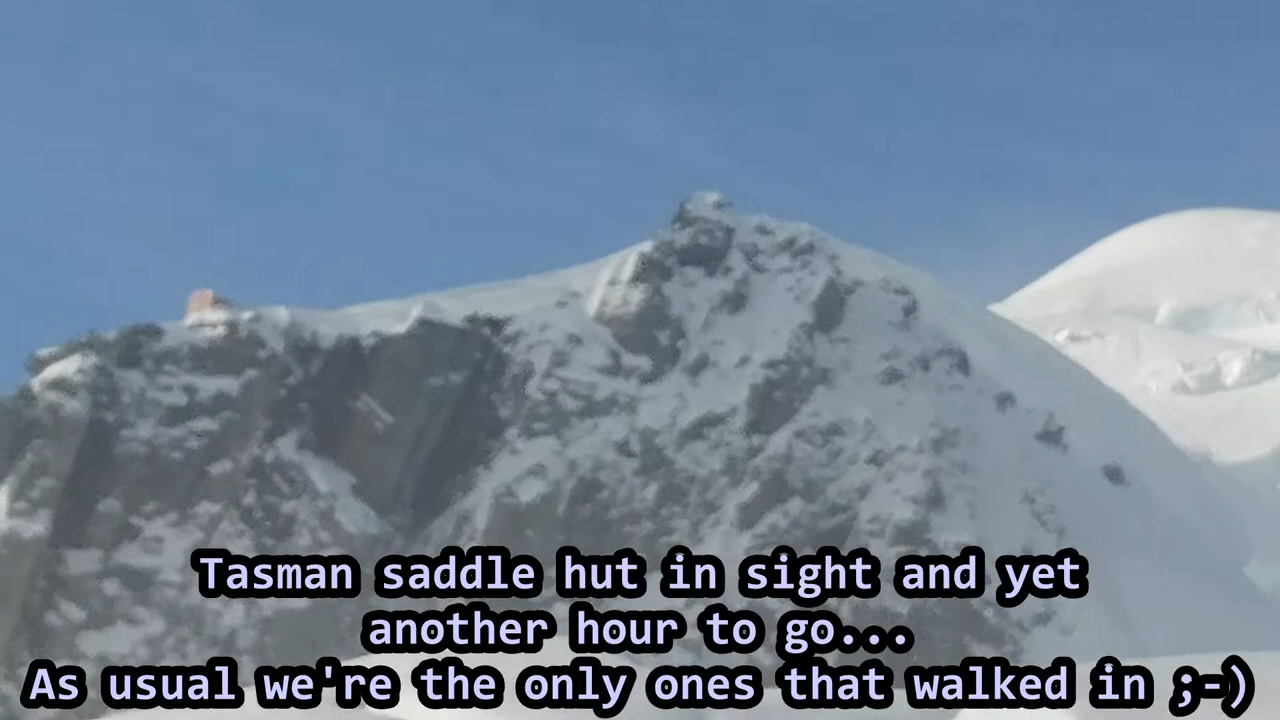 Tasman saddle hut in sight and yet
another hour to go...
As usual we're the only ones that walked in ;-)